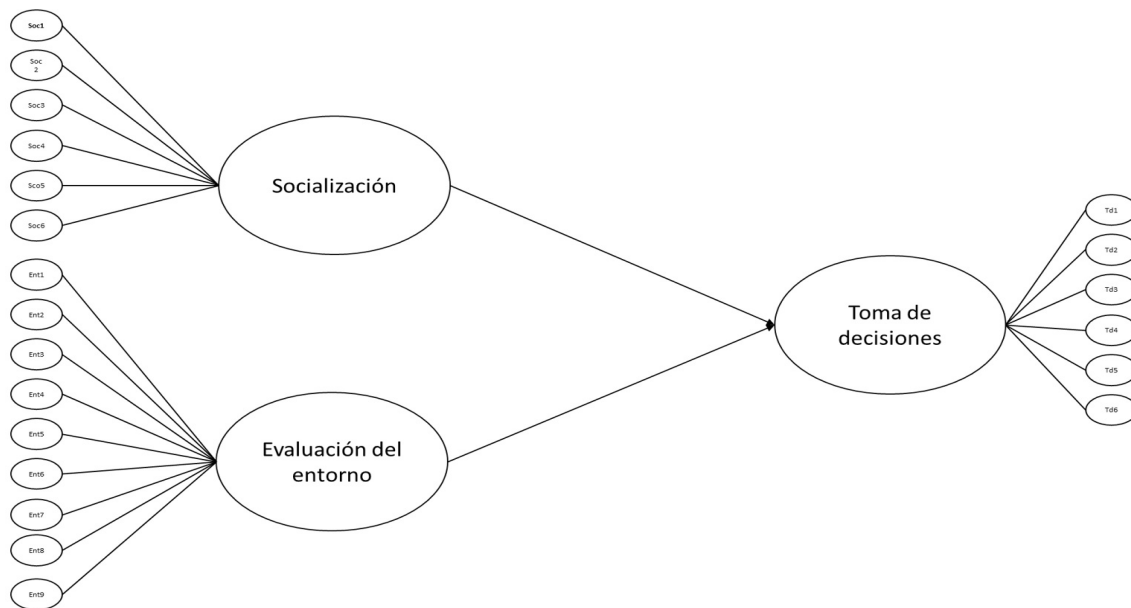 Soc1
Soc
2
Soc3
Soc4
Sco5
Soc6
Socialización
Ent1
Ent2
Ent3
Ent4
Ent5
Ent6
Ent7
Ent8
Ent9
Evaluación del
entorno
Toma de
decisiones
Td1
Td2
Td3
Td4
Td5
Td6